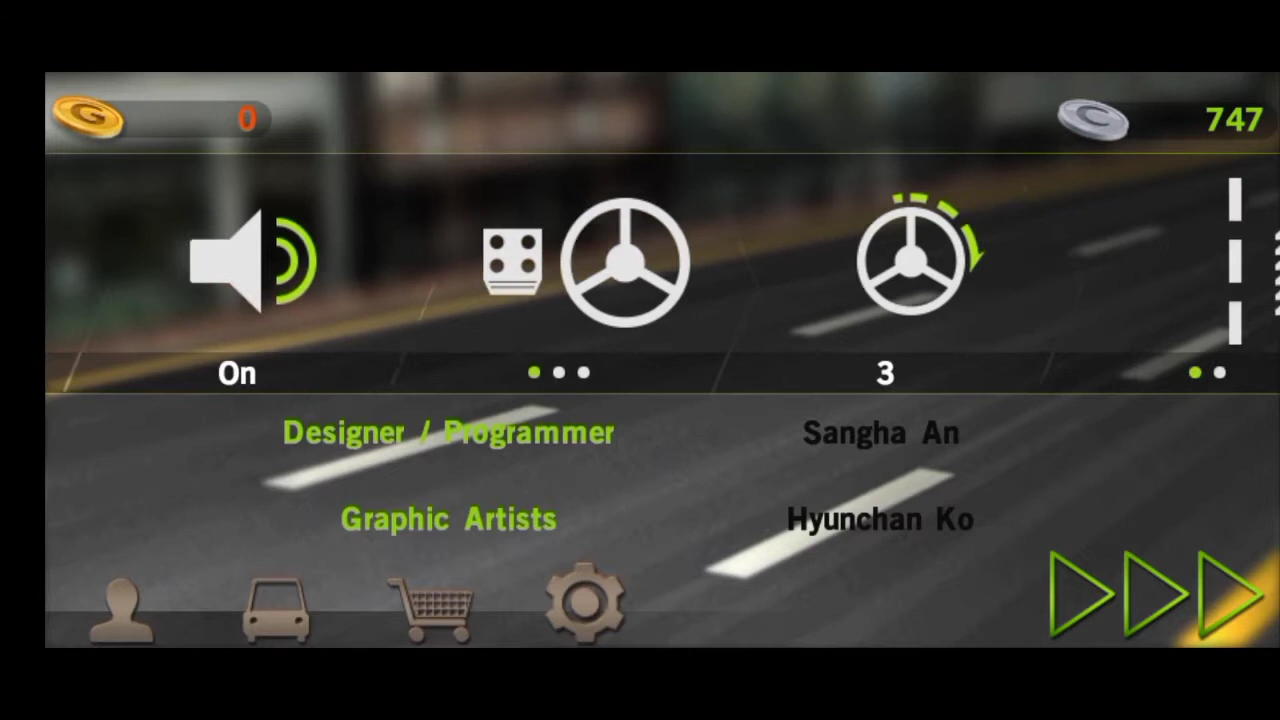 G 0
C 747
On
3
Designer / Programmer Sangha An
Graphic Artists Hyunchan Ko